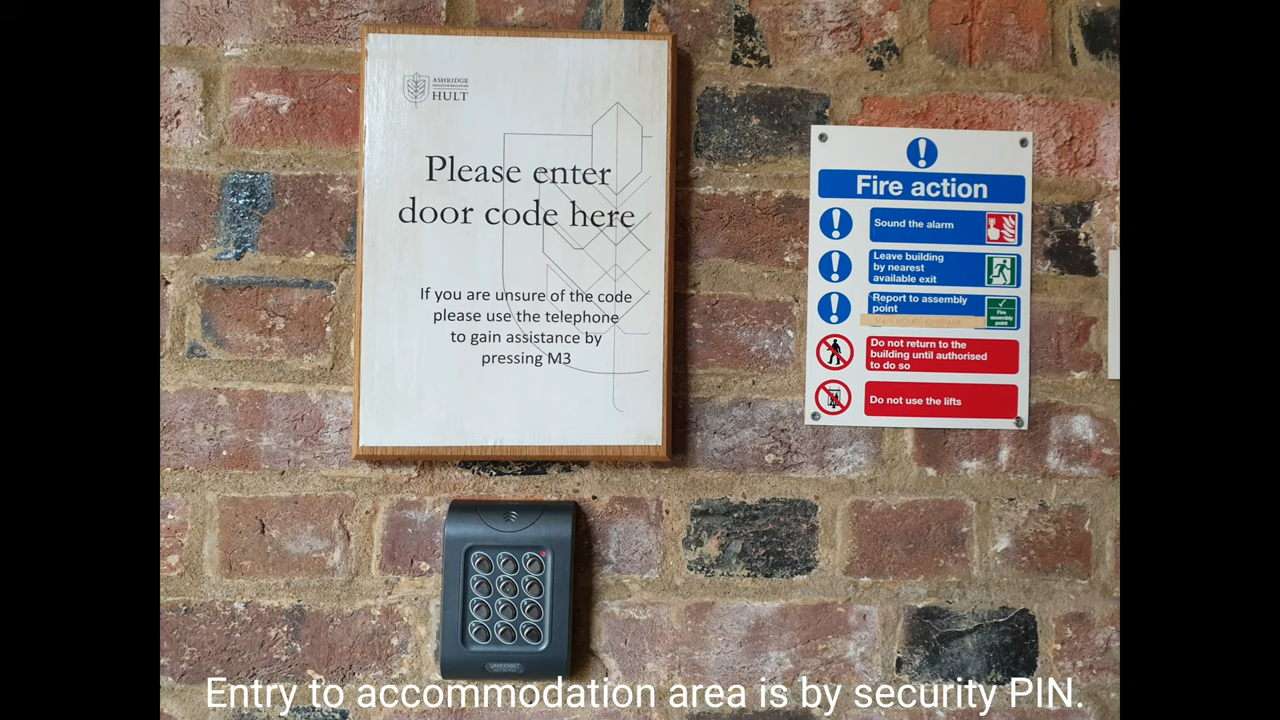 ASHRIDGE
HULT
Please enter
door code here
If you are unsure of the code
please use the telephone
to gain assistance by
pressing M3
Fire action
Sound the alarm
Leave building
by nearest
available exit
Report to assembly
point
Fire
assembly
point
Do not return to the
building until authorised
to do so
Do not use the lifts
VANDERBILT
Entry to accommodation area is by security PIN.